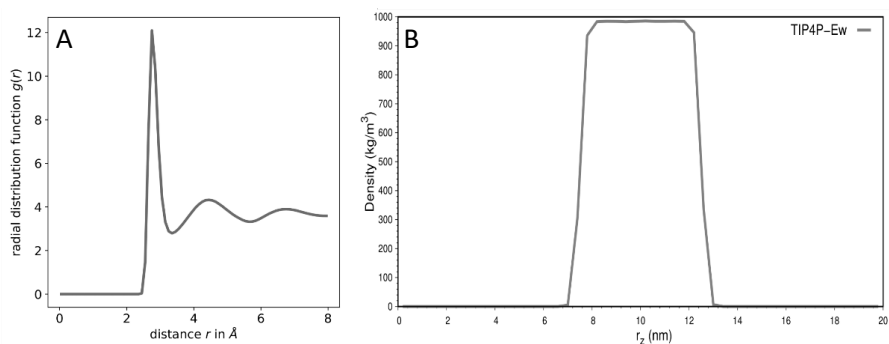 A
radial distribution function g(r)
12
10
8
6
4
2
0
0 2 4 6 8
distance r in Å
B
TIP4P-Ew
Density (kg/m³)
1000
900
800
700
600
500
400
300
200
100
0
0 2 4 6 8 10 12 14 16 18 20
r_z (nm)